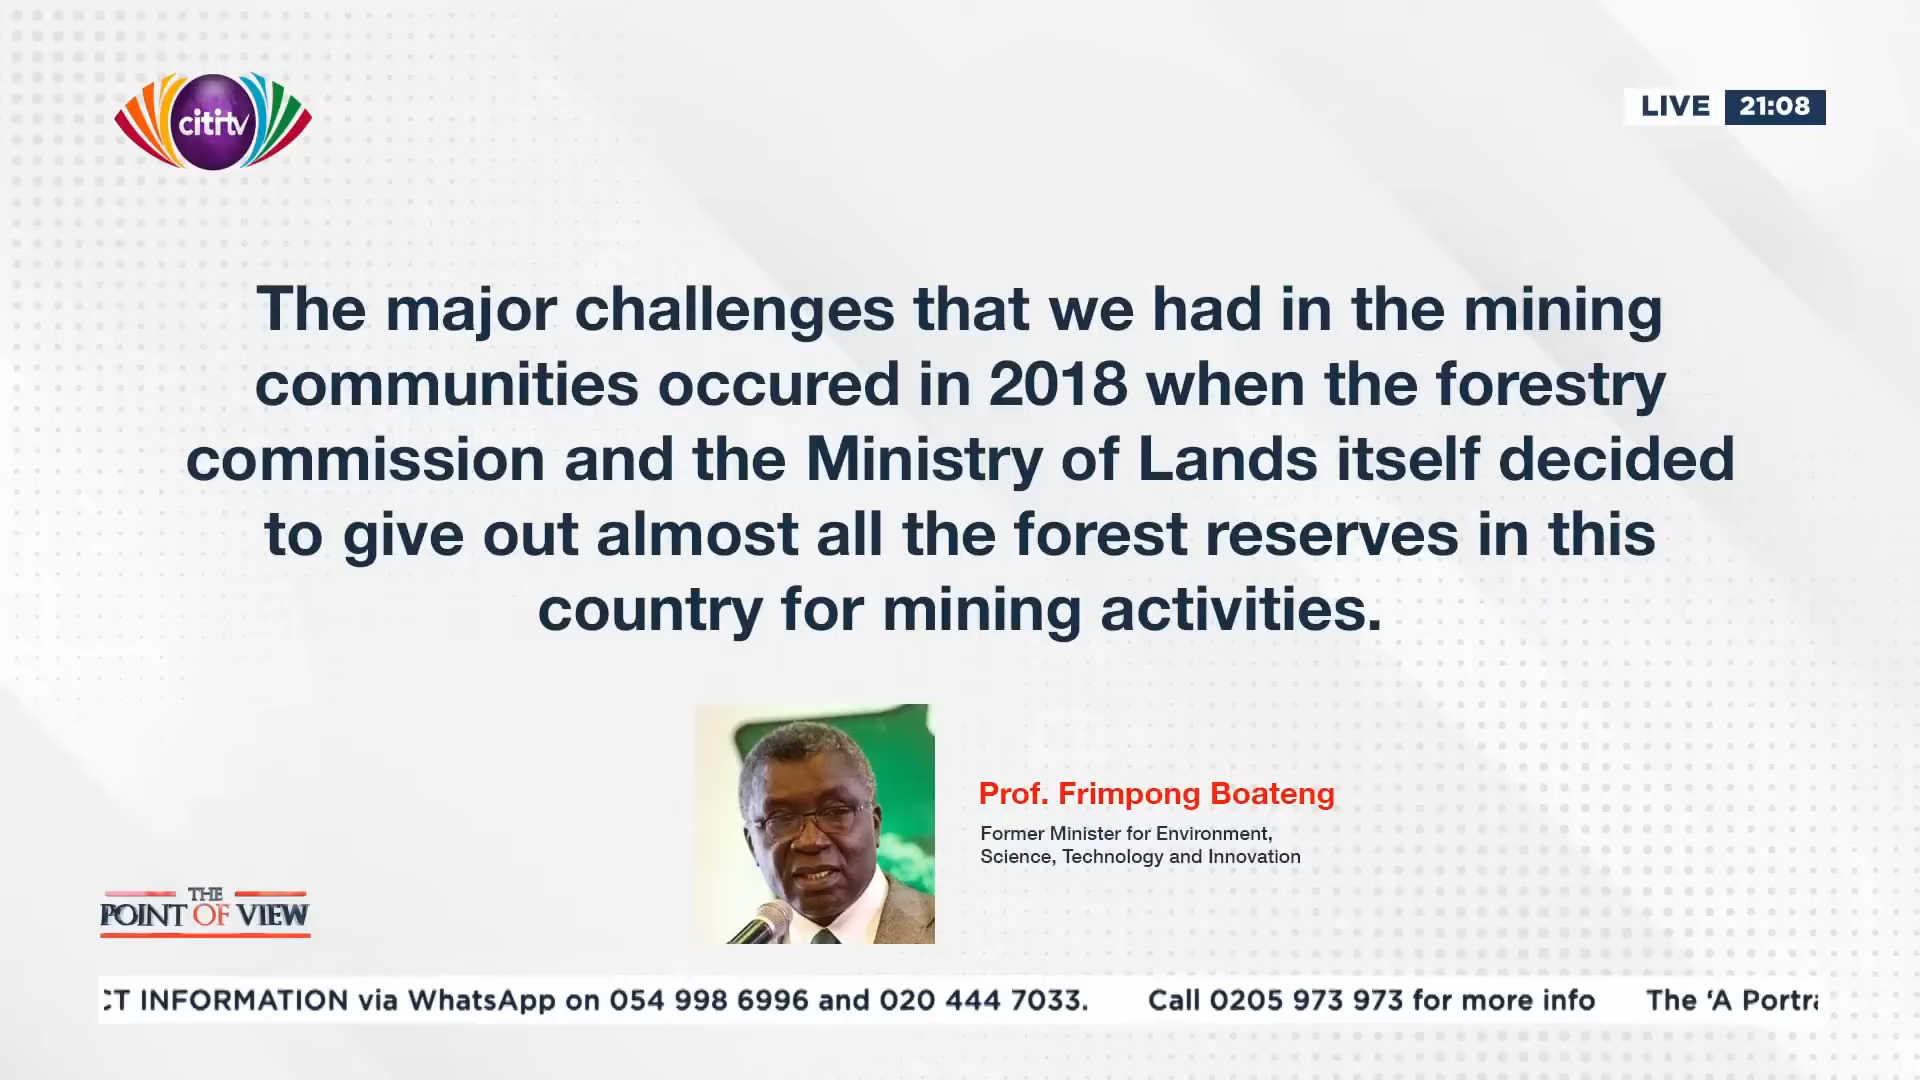 cititv
LIVE 21:08
The major challenges that we had in the mining
communities occured in 2018 when the forestry
commission and the Ministry of Lands itself decided
to give out almost all the forest reserves in this
country for mining activities.
Prof. Frimpong Boateng
Former Minister for Environment,
Science, Technology and Innovation
THE
POINT OF VIEW
INFORMATION via WhatsApp on 054 998 6996 and 020 444 7033. Call 0205 973 973 for more info The ‘A